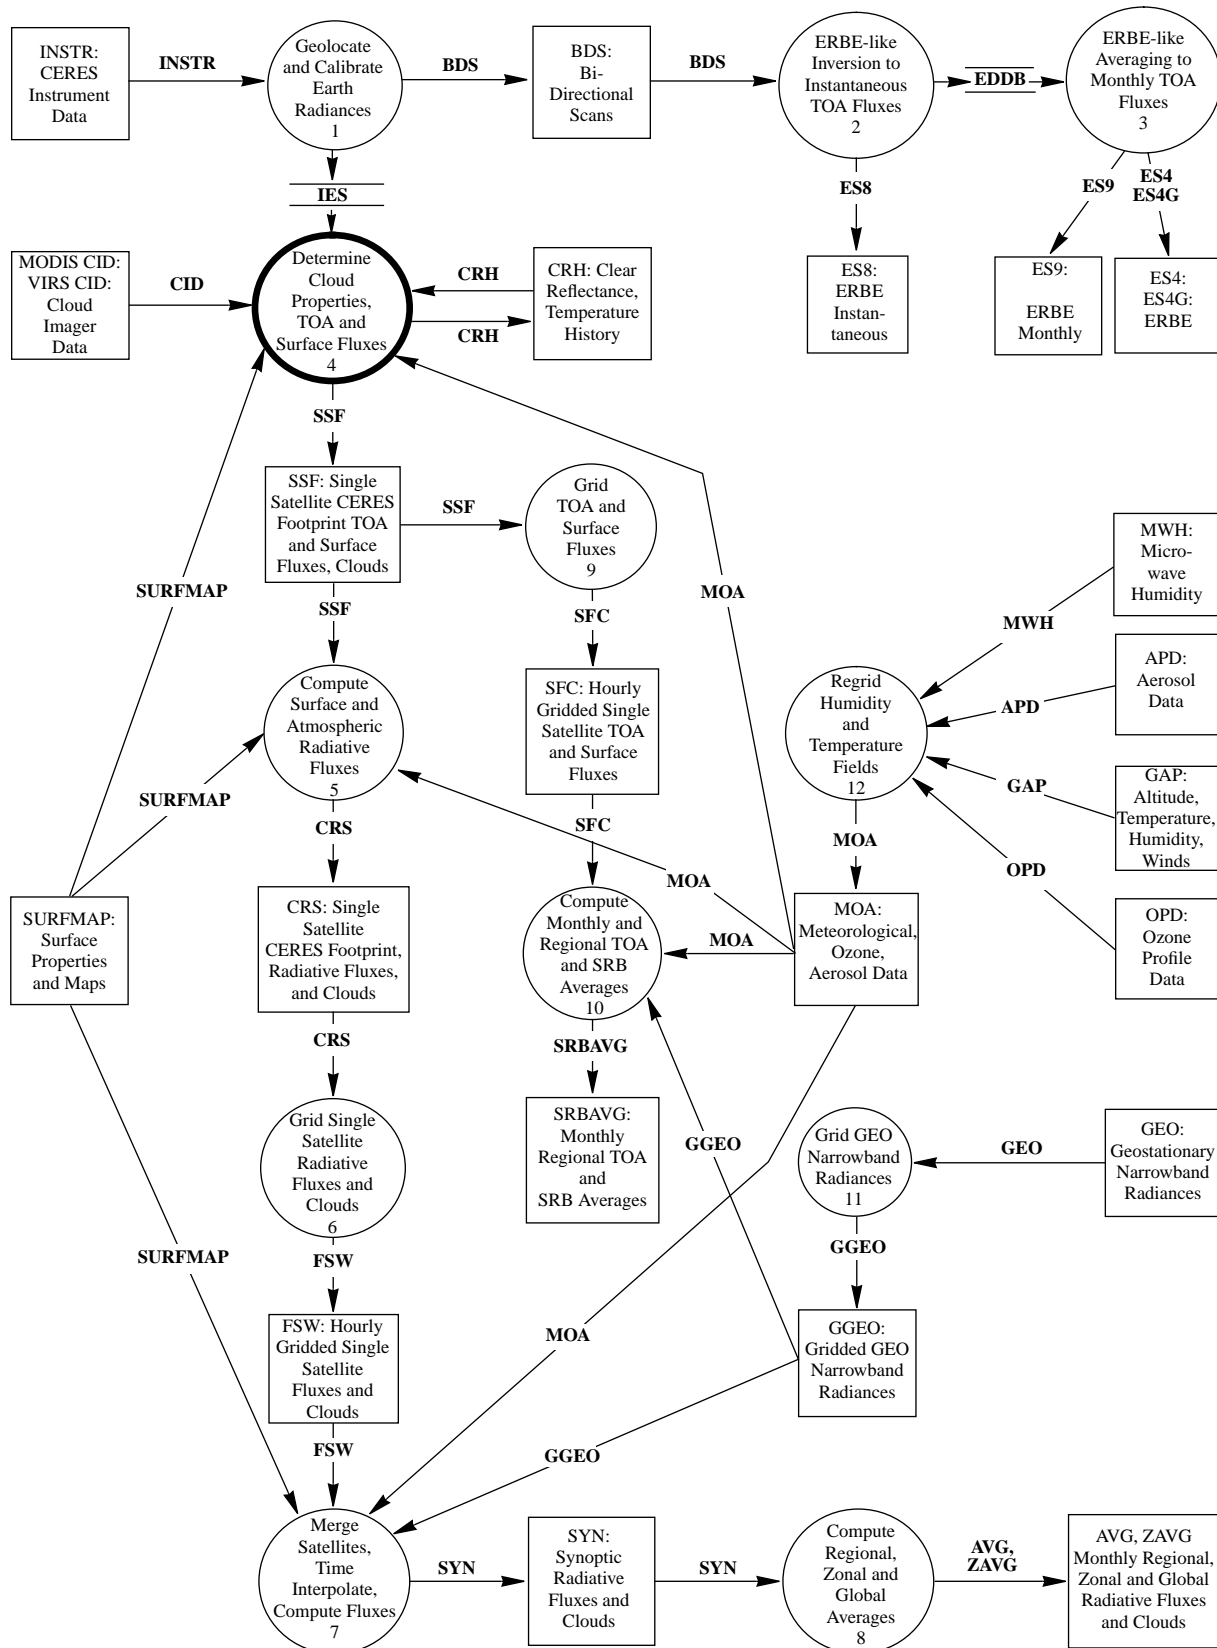 INSTR:
CERES
Instrument
Data
INSTR
Geolocate
and Calibrate
Earth
Radiances
1
BDS
BDS:
Bi-
Directional
Scans
BDS
ERBE-like
Inversion to
Instantaneous
TOA Fluxes
2
EDDB
ERBE-like
Averaging to
Monthly TOA
Fluxes
3
IES
ES8
ES9
ES4
ES4G
MODIS CID:
VIRS CID:
Cloud
Imager
Data
CID
Determine
Cloud
Properties,
TOA and
Surface Fluxes
4
CRH
CRH
CRH: Clear
Reflectance,
Temperature
History
ES8:
ERBE
Instan-
taneous
ES9:
ERBE
Monthly
ES4:
ES4G:
ERBE
SSF
SSF: Single
Satellite CERES
Footprint TOA
and Surface
Fluxes, Clouds
SSF
Grid
TOA and
Surface
Fluxes
9
MWH:
Micro-
wave
Humidity
SURFMAP
SSF
SFC
MOA
MWH
Compute
Surface and
Atmospheric
Radiative
Fluxes
5
SFC: Hourly
Gridded Single
Satellite TOA
and Surface
Fluxes
Regrid
Humidity
and
Temperature
Fields
12
APD
APD:
Aerosol
Data
SURFMAP
GAP
GAP:
Altitude,
Temperature,
Humidity,
Winds
CRS
SFC
MOA
MOA
OPD
SURFMAP:
Surface
Properties
and Maps
CRS: Single
Satellite
CERES Footprint,
Radiative Fluxes,
and Clouds
Compute
Monthly and
Regional TOA
and SRB
Averages
10
MOA
MOA:
Meteorological,
Ozone,
Aerosol Data
OPD:
Ozone
Profile
Data
CRS
SRBAVG
Grid Single
Satellite
Radiative
Fluxes and
Clouds
6
SRBAVG:
Monthly
Regional TOA
and
SRB Averages
GGEO
Grid GEO
Narrowband
Radiances
11
GEO
GEO:
Geostationary
Narrowband
Radiances
SURFMAP
FSW
GGEO
FSW: Hourly
Gridded Single
Satellite
Fluxes and
Clouds
MOA
GGEO:
Gridded GEO
Narrowband
Radiances
FSW
GGEO
Merge
Satellites,
Time
Interpolate,
Compute Fluxes
7
SYN
SYN:
Synoptic
Radiative
Fluxes and
Clouds
SYN
Compute
Regional,
Zonal and
Global
Averages
8
AVG,
ZAVG
AVG, ZAVG
Monthly Regional,
Zonal and Global
Radiative Fluxes
and Clouds